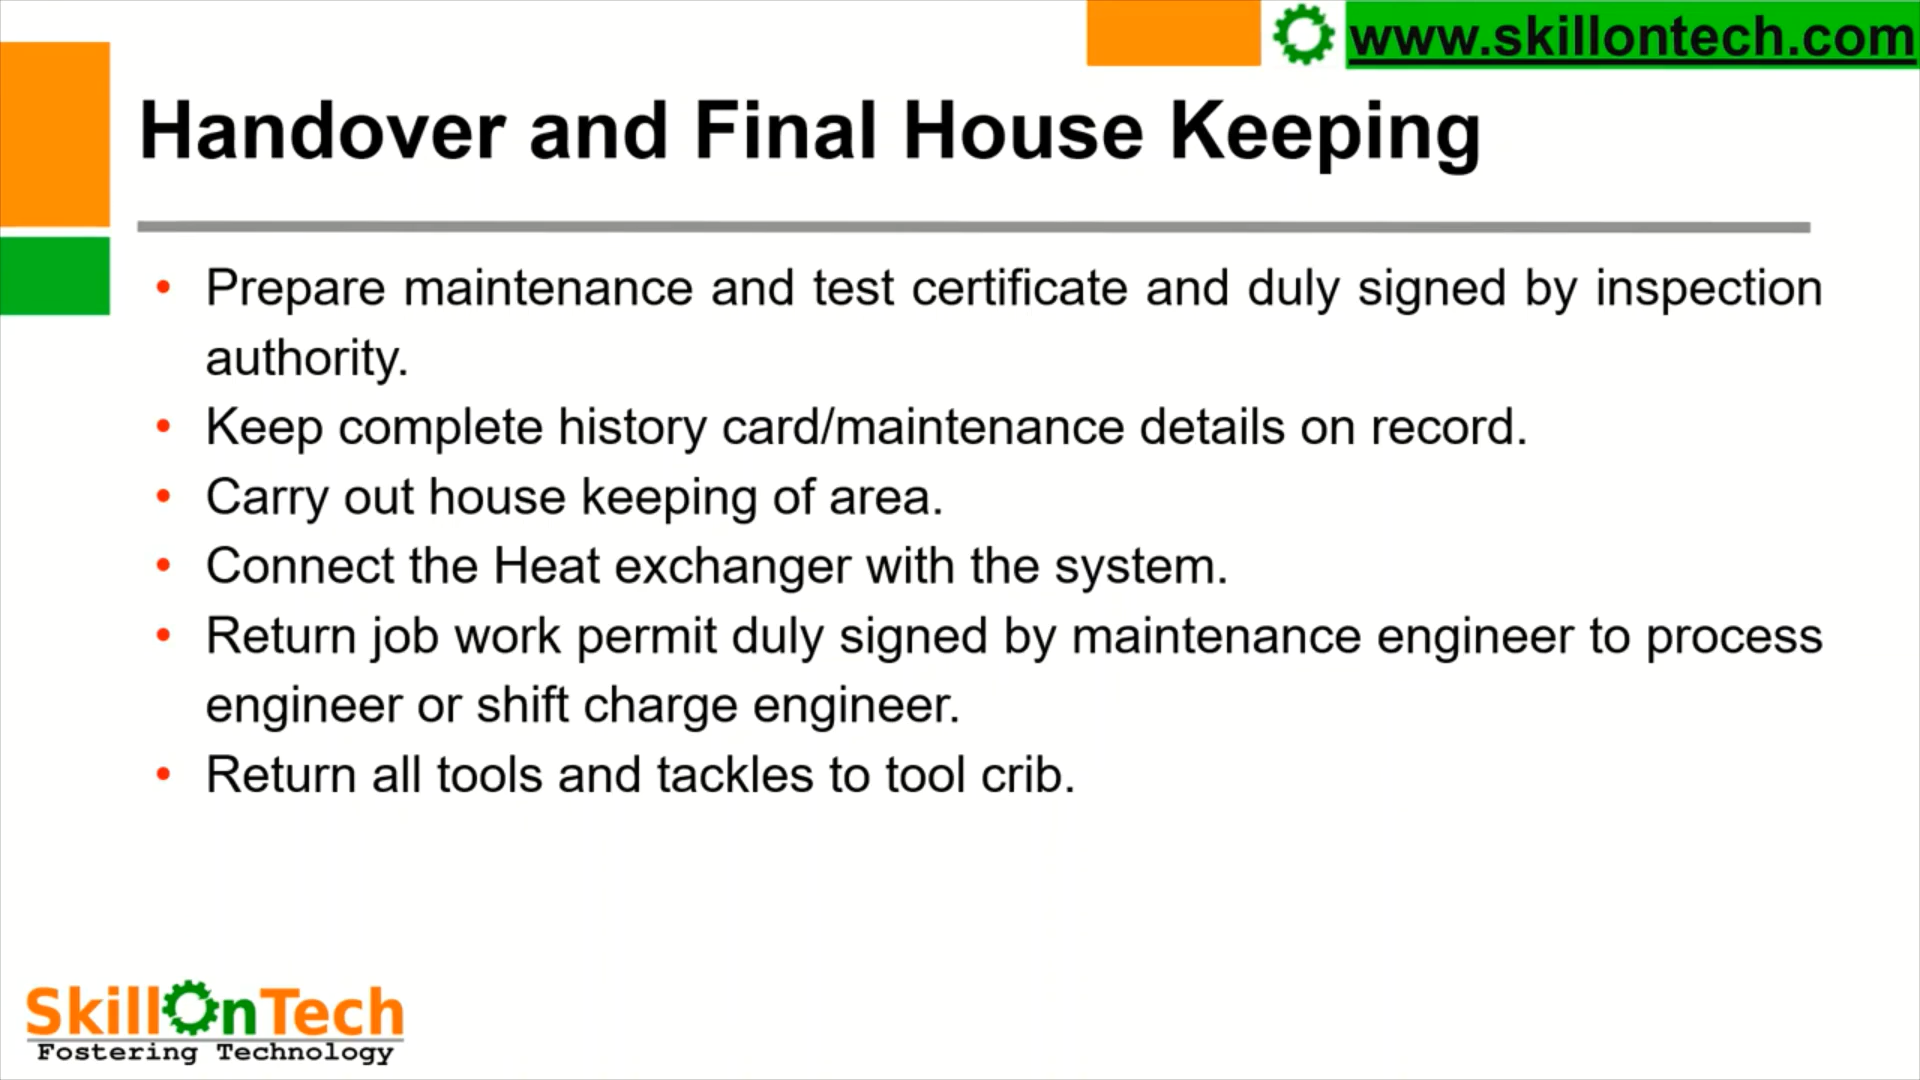 www.skillontech.com
Handover and Final House Keeping
• Prepare maintenance and test certificate and duly signed by inspection
authority.
• Keep complete history card/maintenance details on record.
• Carry out house keeping of area.
• Connect the Heat exchanger with the system.
• Return job work permit duly signed by maintenance engineer to process
engineer or shift charge engineer.
• Return all tools and tackles to tool crib.
SkillOnTech
Fostering Technology